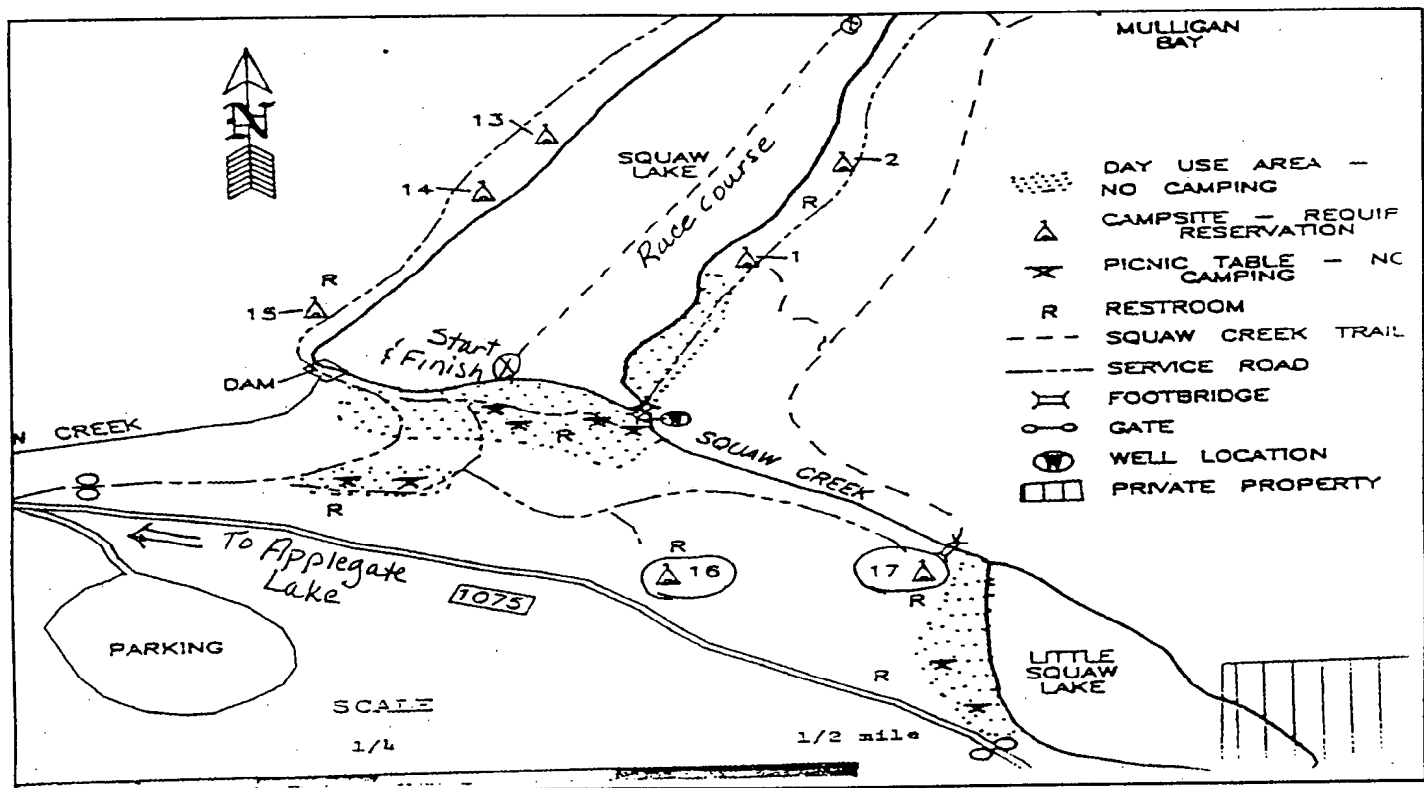 MULLIGAN
BAY
N
13
14
15
SQUAW
LAKE
Race course
2
R
1
R
Start
& Finish
DAM
CREEK
R
R
SQUAW CREEK
W
DAY USE AREA –
NO CAMPING
CAMPSITE – REQUIR
RESERVATION
PICNIC TABLE – NO
CAMPING
R RESTROOM
SQUAW CREEK TRAIL
SERVICE ROAD
FOOTBRIDGE
GATE
W WELL LOCATION
PRIVATE PROPERTY
To Applegate
Lake
1075
R
16
17
R
R
PARKING
LITTLE
SQUAW
LAKE
SCALE
1/4
1/2 mile